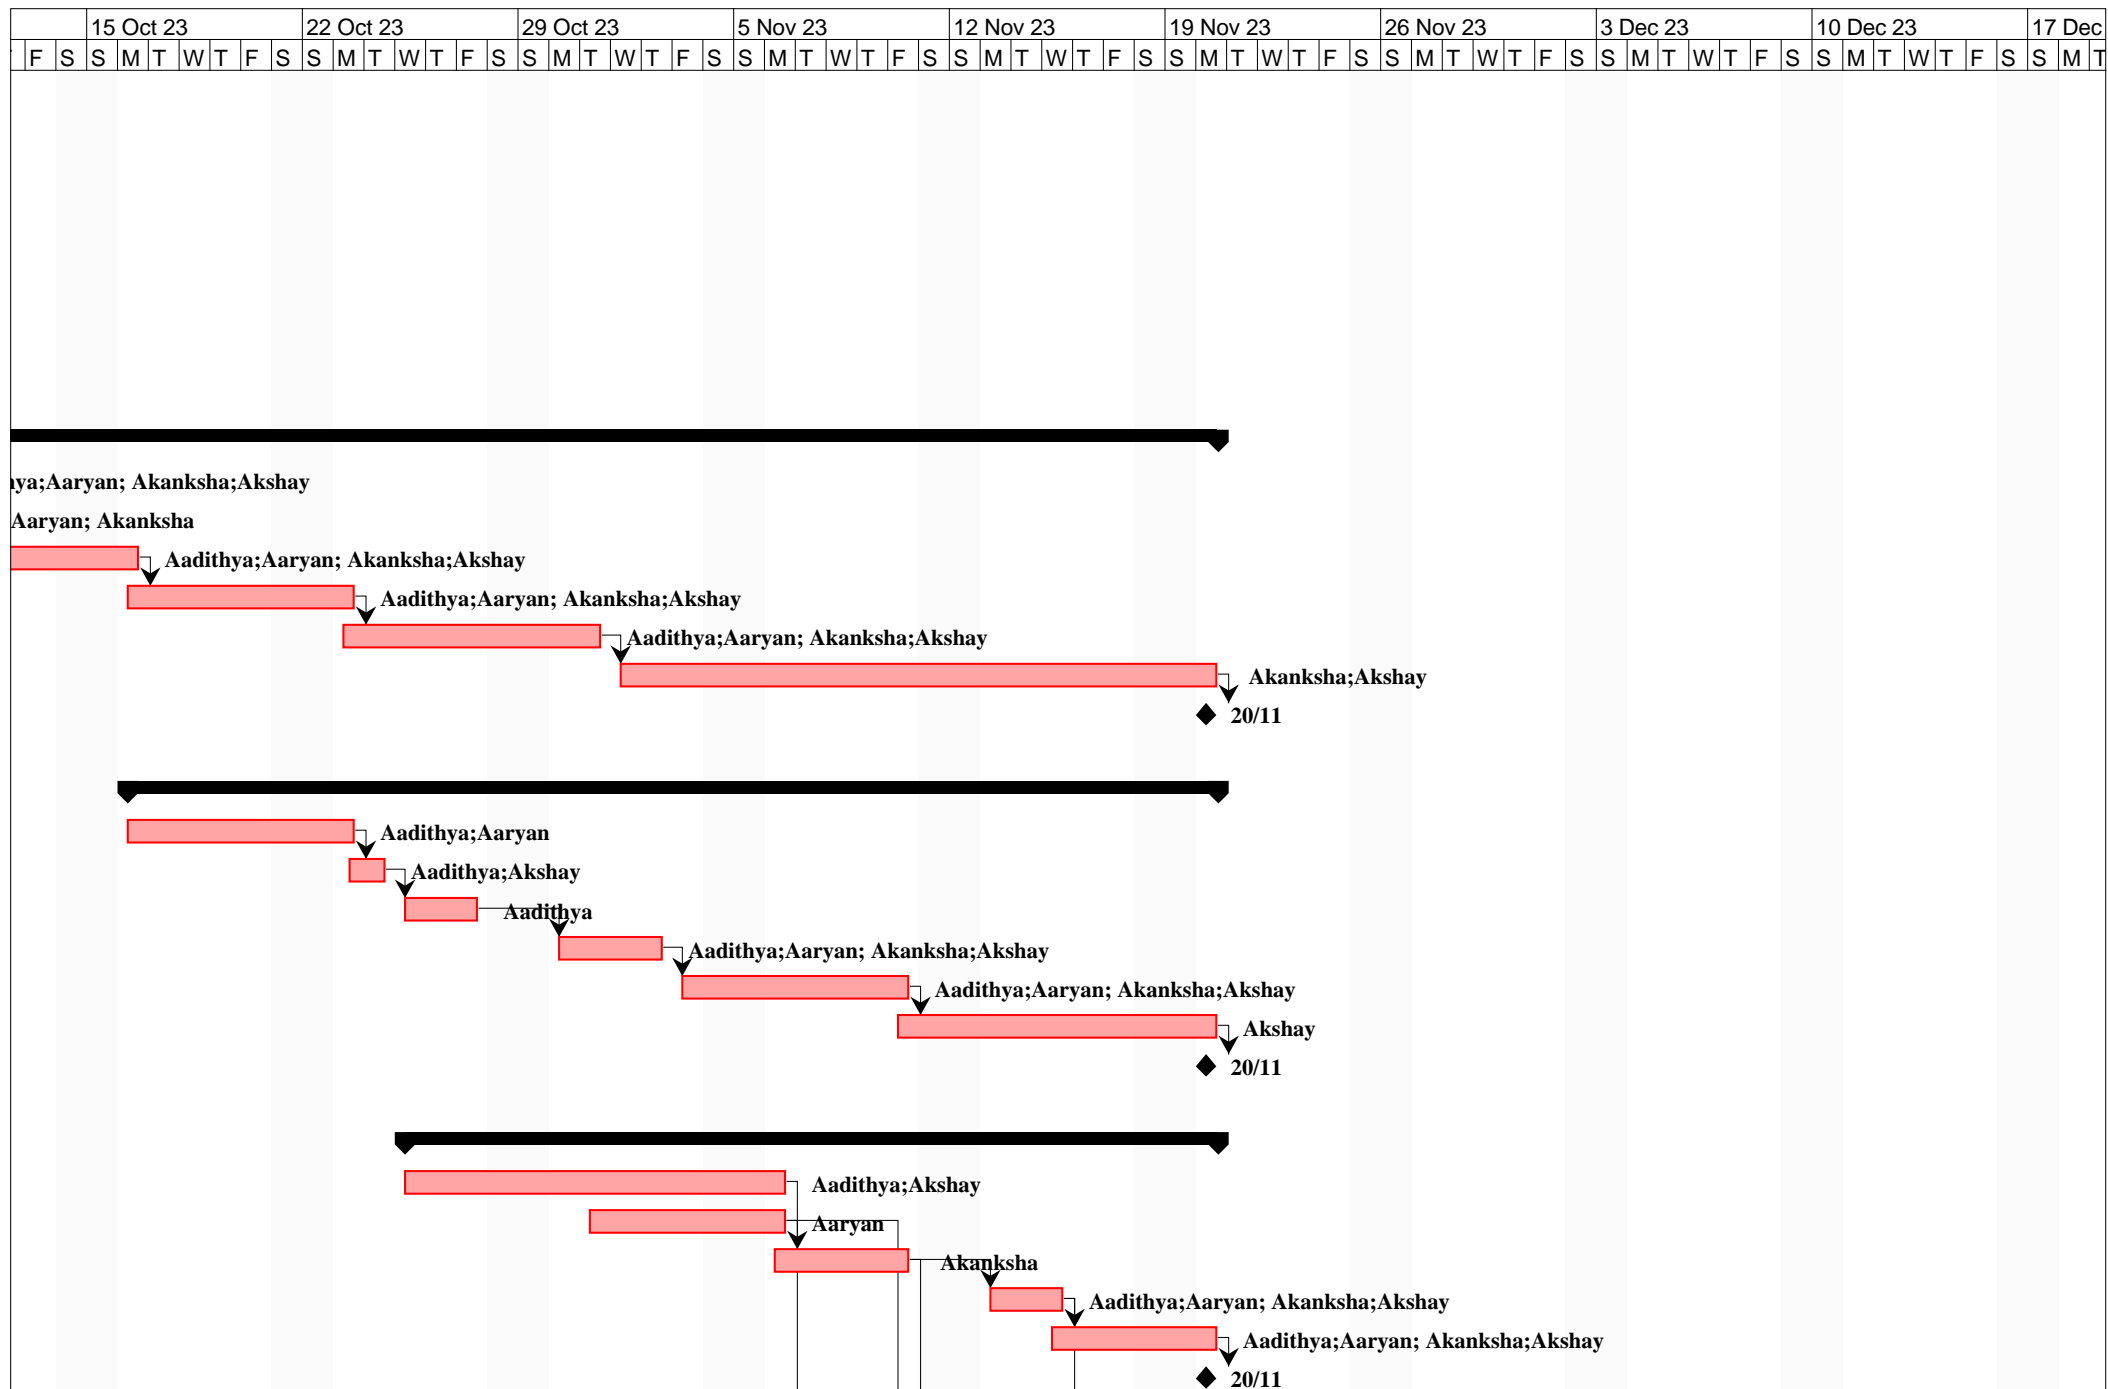 15 Oct 23 22 Oct 23 29 Oct 23 5 Nov 23 12 Nov 23 19 Nov 23 26 Nov 23 3 Dec 23 10 Dec 23 17 Dec
F S S M T W T F S S M T W T F S S M T W T F S S M T W T F S S M T W T F S S M T W T F S S M T W T F S S M T W T F S S M T W T F S S M T
ya;Aaryan; Akanksha;Akshay
Aaryan; Akanksha
Aadithya;Aaryan; Akanksha;Akshay
Aadithya;Aaryan; Akanksha;Akshay
Aadithya;Aaryan; Akanksha;Akshay
Akanksha;Akshay
20/11
Aadithya;Aaryan
Aadithya;Akshay
Aadithya
Aadithya;Aaryan; Akanksha;Akshay
Aadithya;Aaryan; Akanksha;Akshay
Akshay
20/11
Aadithya;Akshay
Aaryan
Akanksha
Aadithya;Aaryan; Akanksha;Akshay
Aadithya;Aaryan; Akanksha;Akshay
20/11